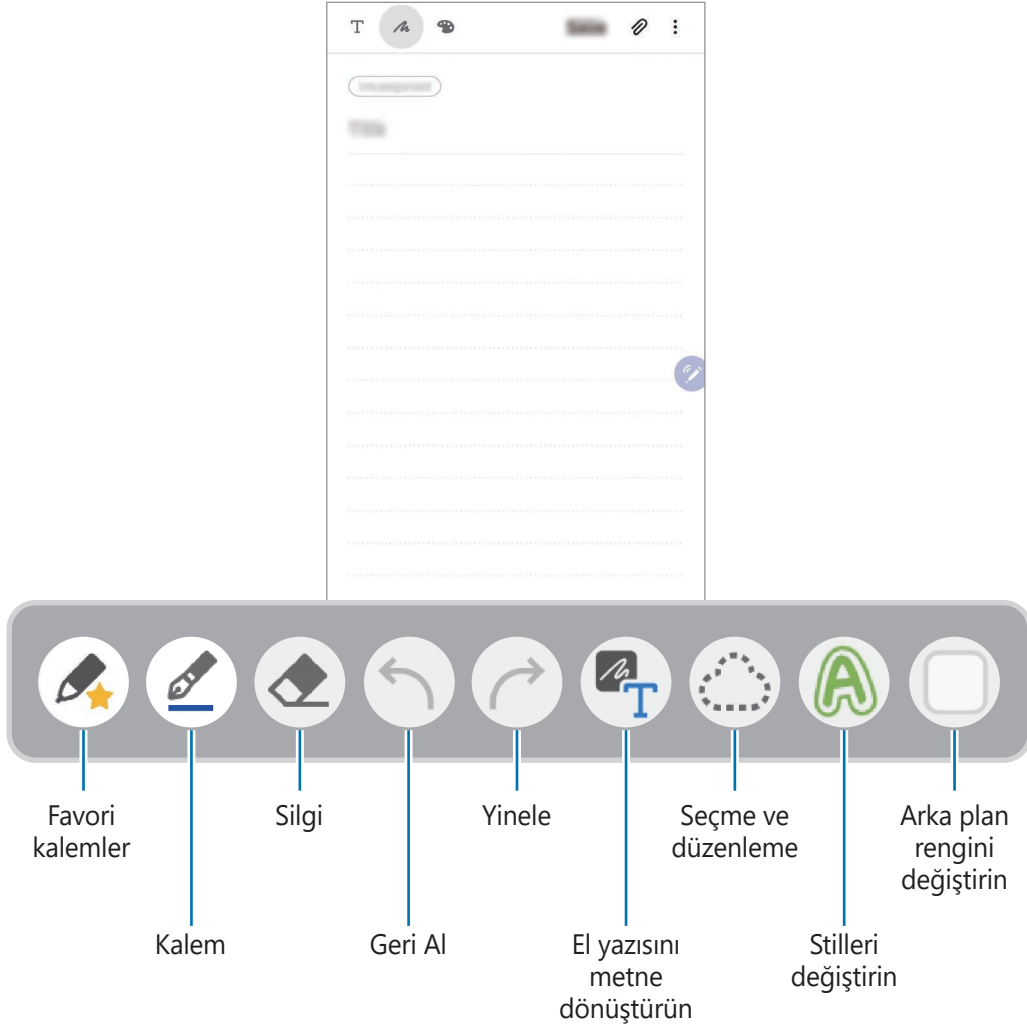 T
Favori
kalemler
Silgi
Yinele
Seçme ve
düzenleme
Arka plan
rengini
değiştirin
Kalem
Geri Al
El yazısını
metne
dönüştürün
Stilleri
değiştirin